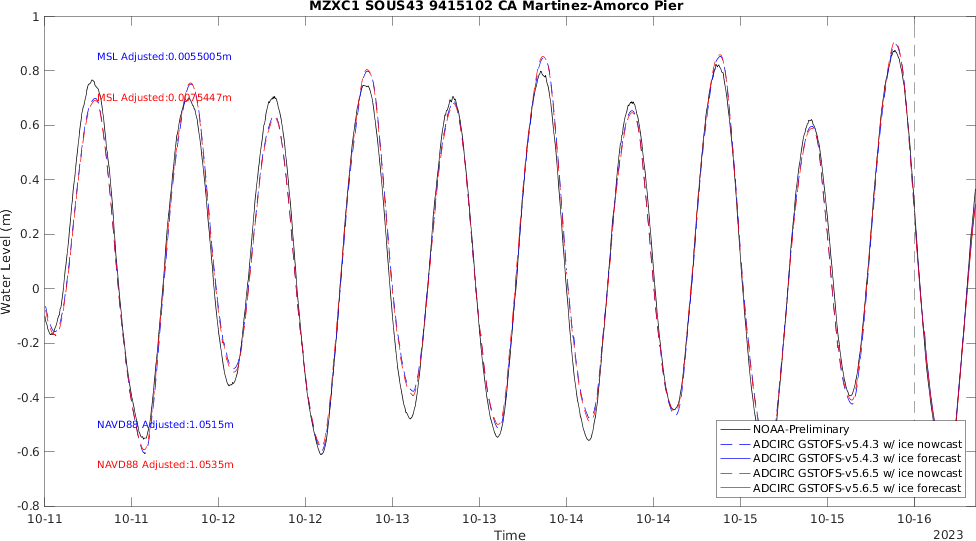 MZXC1 SOUS43 9415102 CA Martinez-Amorco Pier
1
0.8
0.6
0.4
0.2
0
-0.2
-0.4
-0.6
-0.8
Water Level (m)
MSL Adjusted:0.0055005m
MSL Adjusted:0.0075447m
NAVD88 Adjusted:1.0515m
NAVD88 Adjusted:1.0535m
NOAA-Preliminary
ADCIRC GSTOFS-v5.4.3 w/ ice nowcast
ADCIRC GSTOFS-v5.4.3 w/ ice forecast
ADCIRC GSTOFS-v5.6.5 w/ ice nowcast
ADCIRC GSTOFS-v5.6.5 w/ ice forecast
10-11 10-11 10-12 10-12 10-13 10-13 10-14 10-14 10-15 10-15 10-16
Time
2023